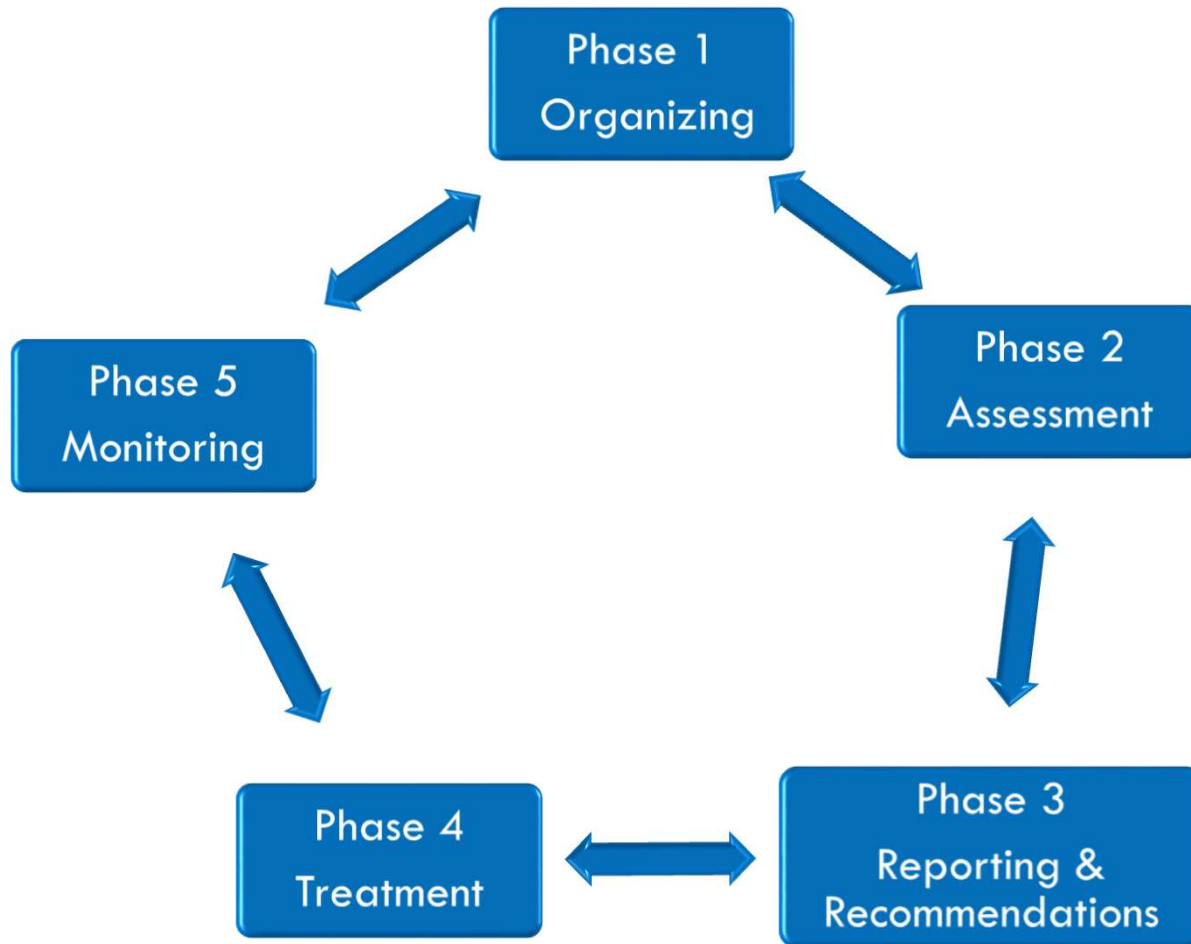 Phase 1
Organizing
Phase 2
Assessment
Phase 3
Reporting &
Recommendations
Phase 4
Treatment
Phase 5
Monitoring